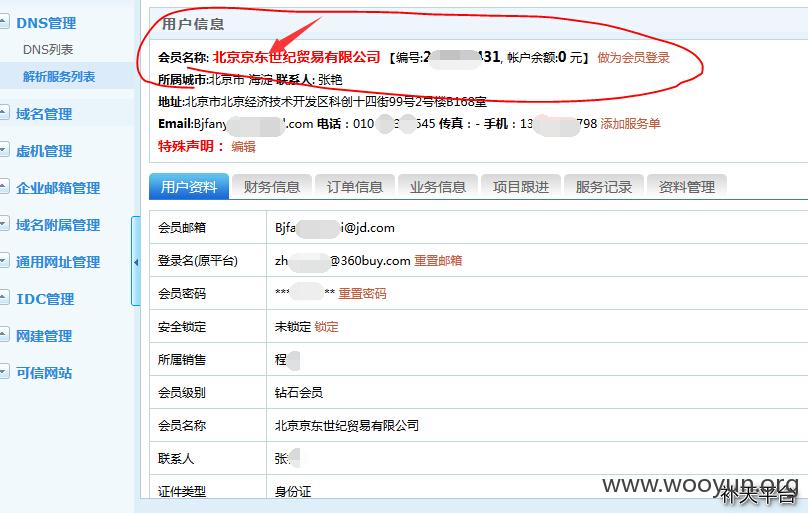 DNS管理
DNS列表
解析服务列表
域名管理
虚机管理
企业邮箱管理
域名附属管理
通用网址管理
IDC管理
网建管理
可信网站
用户信息
会员名称: 北京京东世纪贸易有限公司 【编号:2 431, 帐户余额:0 元】 做为会员登录
所属城市:北京市 海淀 联系人: 张艳
地址:北京市北京经济技术开发区科创十四街99号2号楼B168室
Email:Bjfany .com 电话：010 3 545 传真：- 手机：13 798 添加服务单
特殊声明： 编辑
用户资料 财务信息 订单信息 业务信息 项目跟进 服务记录 资料管理
会员邮箱 Bjfa i@jd.com
登录名(原平台) zh @360buy.com 重置邮箱
会员密码 *** ** 重置密码
安全锁定 未锁定 锁定
所属销售 程
会员级别 钻石会员
会员名称 北京京东世纪贸易有限公司
联系人 张
证件类型 身份证
www.wooyun.org
补天平台